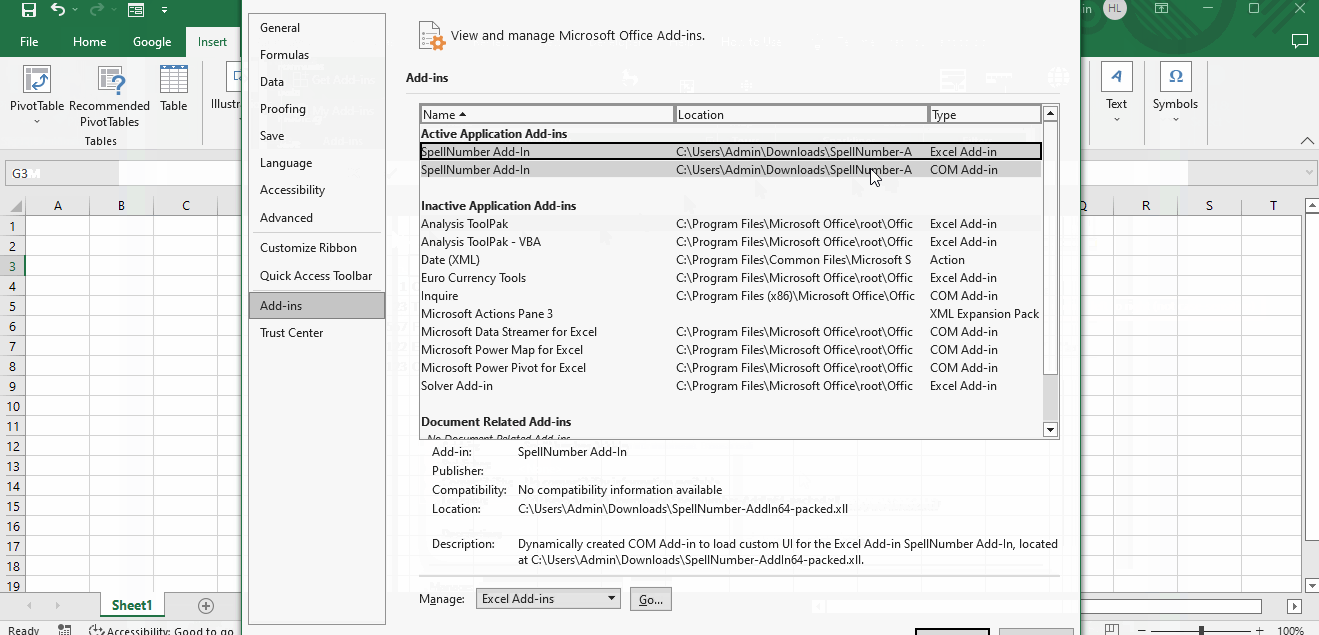 in HL
File Home Google Insert
PivotTable Recommended PivotTables Table Illustr
Tables
Text Symbols
G3
A B C Q R S T
1
2
3
4
5
6
7
8
9
10
11
12
13
14
15
16
17
18
19
General
Formulas
Data
Proofing
Save
Language
Accessibility
Advanced
Customize Ribbon
Quick Access Toolbar
Add-ins
Trust Center
View and manage Microsoft Office Add-ins.
Add-ins
Name Location Type
Active Application Add-ins
SpellNumber Add-In C:\Users\Admin\Downloads\SpellNumber-A Excel Add-in
SpellNumber Add-In C:\Users\Admin\Downloads\SpellNumber-A COM Add-in
Inactive Application Add-ins
Analysis ToolPak C:\Program Files\Microsoft Office\root\Offic Excel Add-in
Analysis ToolPak - VBA C:\Program Files\Microsoft Office\root\Offic Excel Add-in
Date (XML) C:\Program Files\Common Files\Microsoft S Action
Euro Currency Tools C:\Program Files\Microsoft Office\root\Offic Excel Add-in
Inquire C:\Program Files (x86)\Microsoft Office\Office COM Add-in
Microsoft Actions Pane 3 XML Expansion Pack
Microsoft Data Streamer for Excel C:\Program Files\Microsoft Office\root\Offic COM Add-in
Microsoft Power Map for Excel C:\Program Files\Microsoft Office\root\Offic COM Add-in
Microsoft Power Pivot for Excel C:\Program Files\Microsoft Office\root\Offic COM Add-in
Solver Add-in C:\Program Files\Microsoft Office\root\Offic Excel Add-in
Document Related Add-ins
No Document Related Add-ins
Add-in: SpellNumber Add-In
Publisher:
Compatibility: No compatibility information available
Location: C:\Users\Admin\Downloads\SpellNumber-AddIn64-packed.xll
Description: Dynamically created COM Add-in to load custom UI for the Excel Add-in SpellNumber Add-In, located
at C:\Users\Admin\Downloads\SpellNumber-AddIn64-packed.xll.
Manage: Excel Add-ins Go...
Sheet1
Ready Accessibility: Good to go 100%